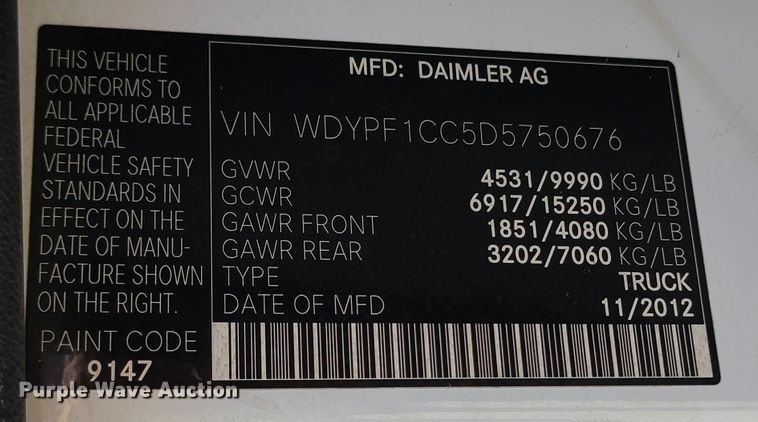 THIS VEHICLE
CONFORMS TO
ALL APPLICABLE
FEDERAL
VEHICLE SAFETY
STANDARDS IN
EFFECT ON THE
DATE OF MANU-
FACTURE SHOWN
ON THE RIGHT.
PAINT CODE
9147
MFD: DAIMLER AG
VIN WDYPF1CC5D5750676
GVWR 4531/9990 KG/LB
GCWR 6917/15250 KG/LB
GAWR FRONT 1851/4080 KG/LB
GAWR REAR 3202/7060 KG/LB
TYPE TRUCK
DATE OF MFD 11/2012
Purple Wave Auction